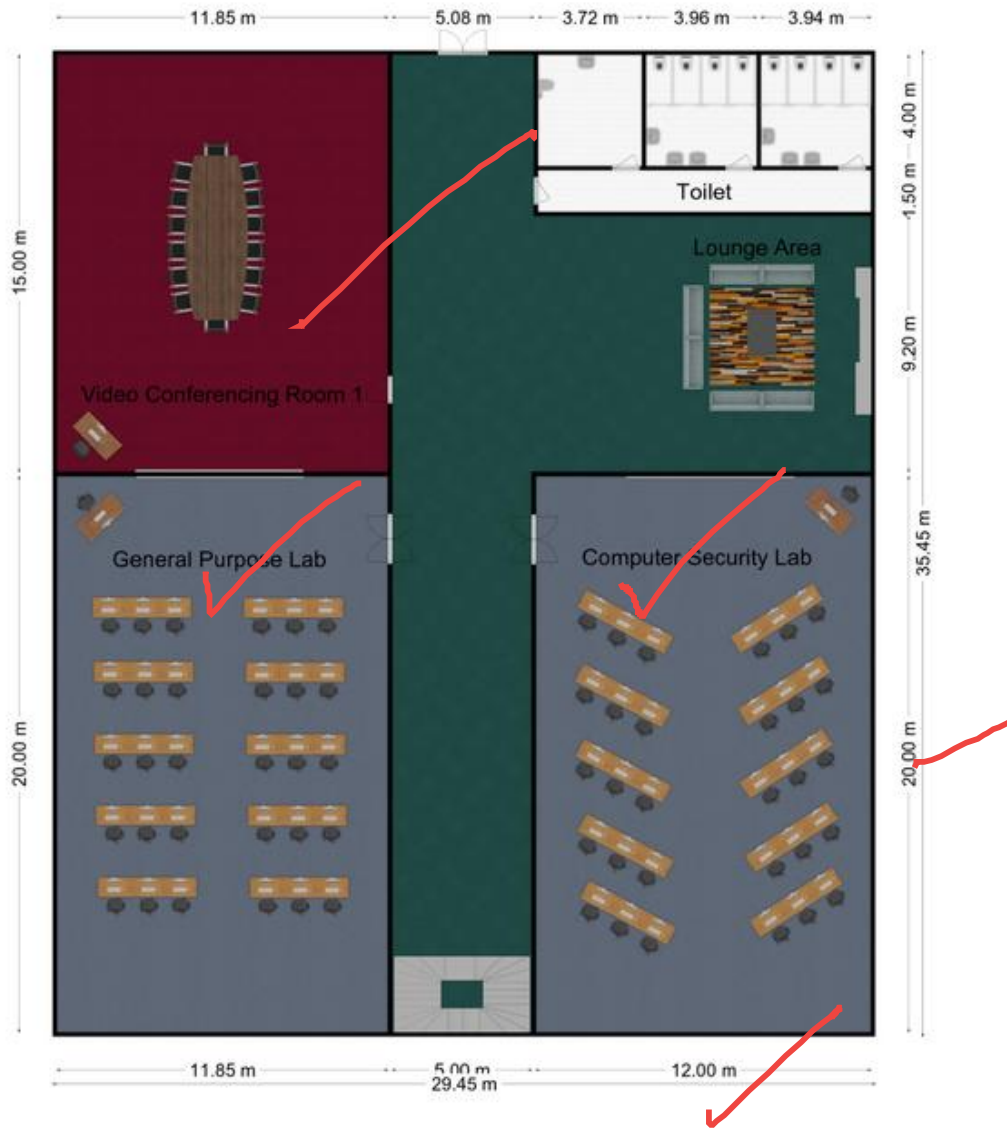 11.85 m
5.08 m
3.72 m
3.96 m
3.94 m
4.00 m
1.50 m
Toilet
Lounge Area
15.00 m
9.20 m
Video Conferencing Room 1
35.45 m
General Purpose Lab
Computer Security Lab
20.00 m
20.00 m
11.85 m
5.00 m
12.00 m
29.45 m